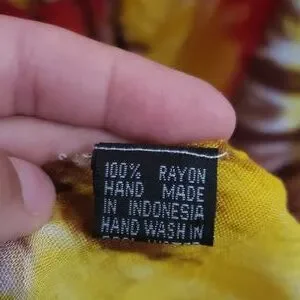 100% RAYON
HAND MADE
IN INDONESIA
HAND WASH IN